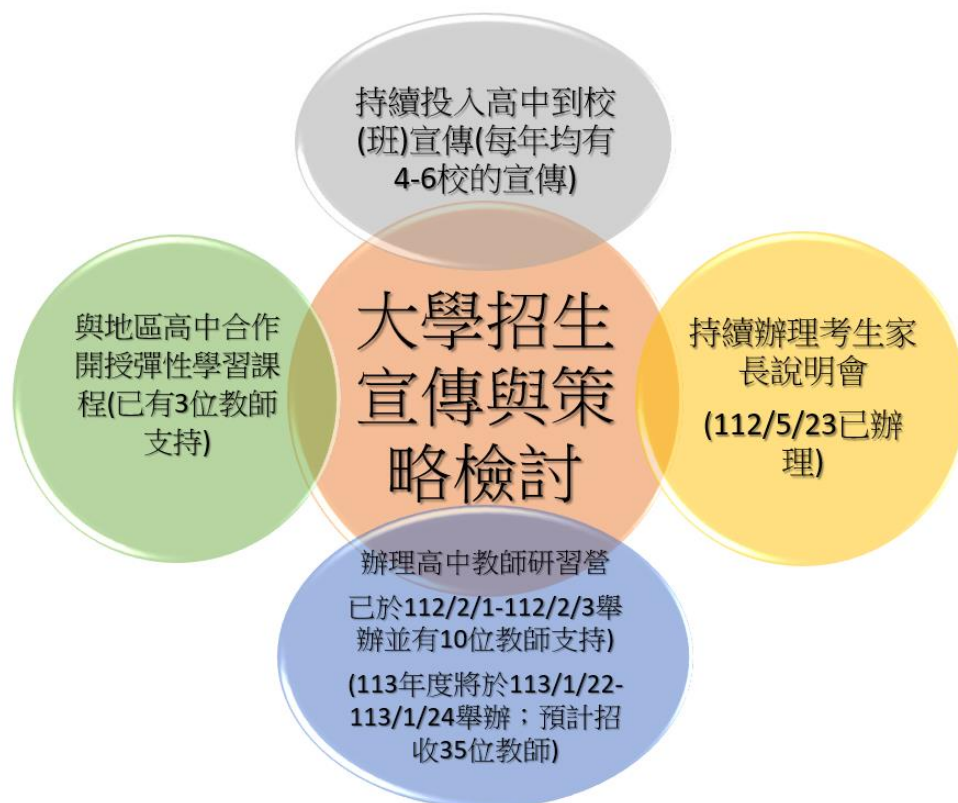 持續投入高中到校
(班)宣傳(每年均有
4-6校的宣傳)
與地區高中合作
開授彈性學習課
程(已有3位教師
支持)
大學招生
宣傳與策
略檢討
持續辦理考生家
長說明會
(112/5/23已辦
理)
辦理高中教師研習營
已於112/2/1-112/2/3舉
辦並有10位教師支持)
(113年度將於113/1/22-
113/1/24舉辦；預計招
收35位教師)